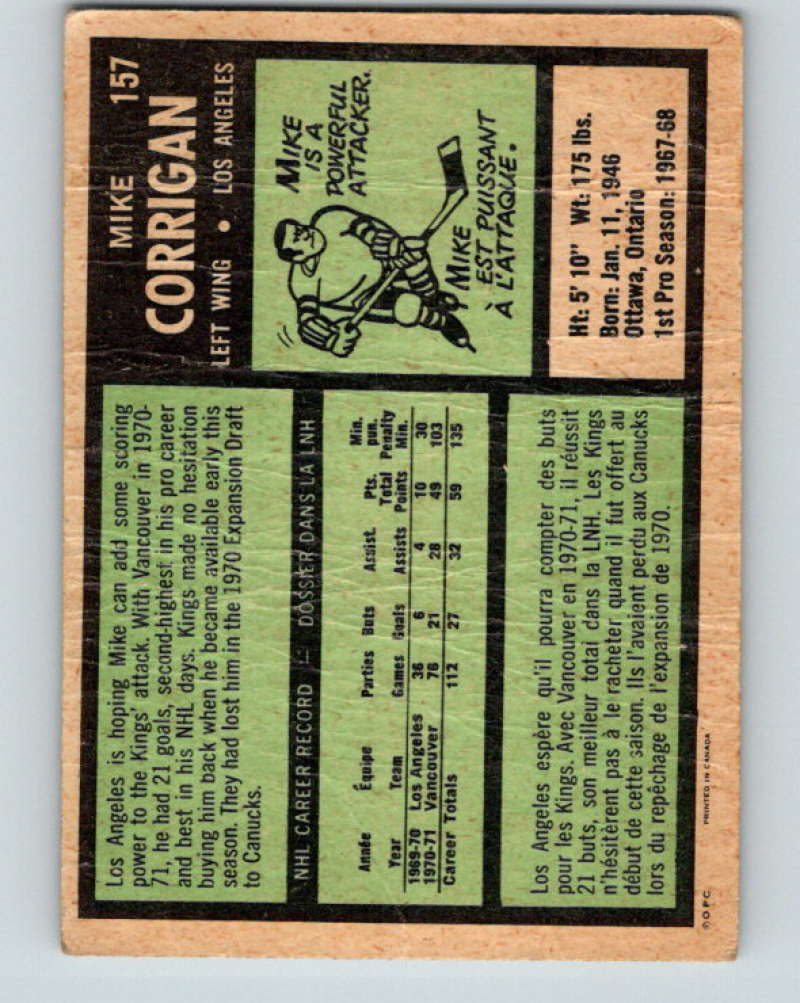 MIKE 157
CORRIGAN
LEFT WING • LOS ANGELES
Los Angeles is hoping Mike can add some scoring
power to the Kings' attack. With Vancouver in 1970-
71, he had 21 goals, second-highest in his pro career
and best in his NHL days. Kings made no hesitation
buying him back when he became available early this
season. They had lost him in the 1970 Expansion Draft
to Canucks.
MIKE
IS A
POWERFUL
ATTACKER.
MIKE
EST PUISSANT
À L'ATTAQUE.
NHL CAREER RECORD — DOSSIER DANS LA LNH
Année Équipe Parties Buts Assist. Pts. Min. pun.
Year Team Games Goals Assists Total Points Penalty Min.
1969-70 Los Angeles 36 6 4 10 30
1970-71 Vancouver 76 21 28 49 103
Career Totals 112 27 32 59 135
Ht: 5' 10" Wt: 175 lbs.
Born: Jan. 11, 1946
Ottawa, Ontario
1st Pro Season: 1967-68
Los Angeles espère qu'il pourra compter des buts
pour les Kings. Avec Vancouver en 1970-71, il réussit
21 buts, son meilleur total dans la LNH. Les Kings
n'hésitèrent pas à le racheter quand il fut offert au
début de cette saison. Ils l'avaient perdu aux Canucks
lors du repêchage de l'expansion de 1970.
© O.P.C. PRINTED IN CANADA